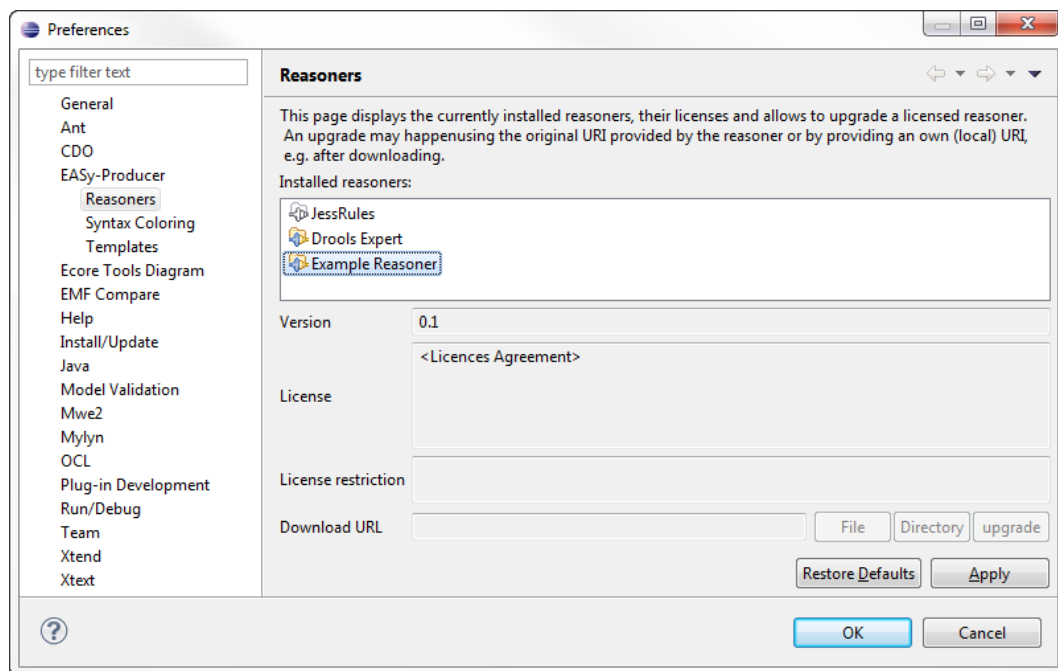 Preferences
type filter text
General
Ant
CDO
EASy-Producer
Reasoners
Syntax Coloring
Templates
Ecore Tools Diagram
EMF Compare
Help
Install/Update
Java
Model Validation
Mwe2
Mylyn
OCL
Plug-in Development
Run/Debug
Team
Xtend
Xtext
Reasoners
This page displays the currently installed reasoners, their licenses and allows to upgrade a licensed reasoner.
An upgrade may happenusing the original URI provided by the reasoner or by providing an own (local) URI,
e.g. after downloading.
Installed reasoners:
JessRules
Drools Expert
Example Reasoner
Version 0.1
<Licences Agreement>
License
License restriction
Download URL File Directory upgrade
Restore Defaults Apply
? OK Cancel